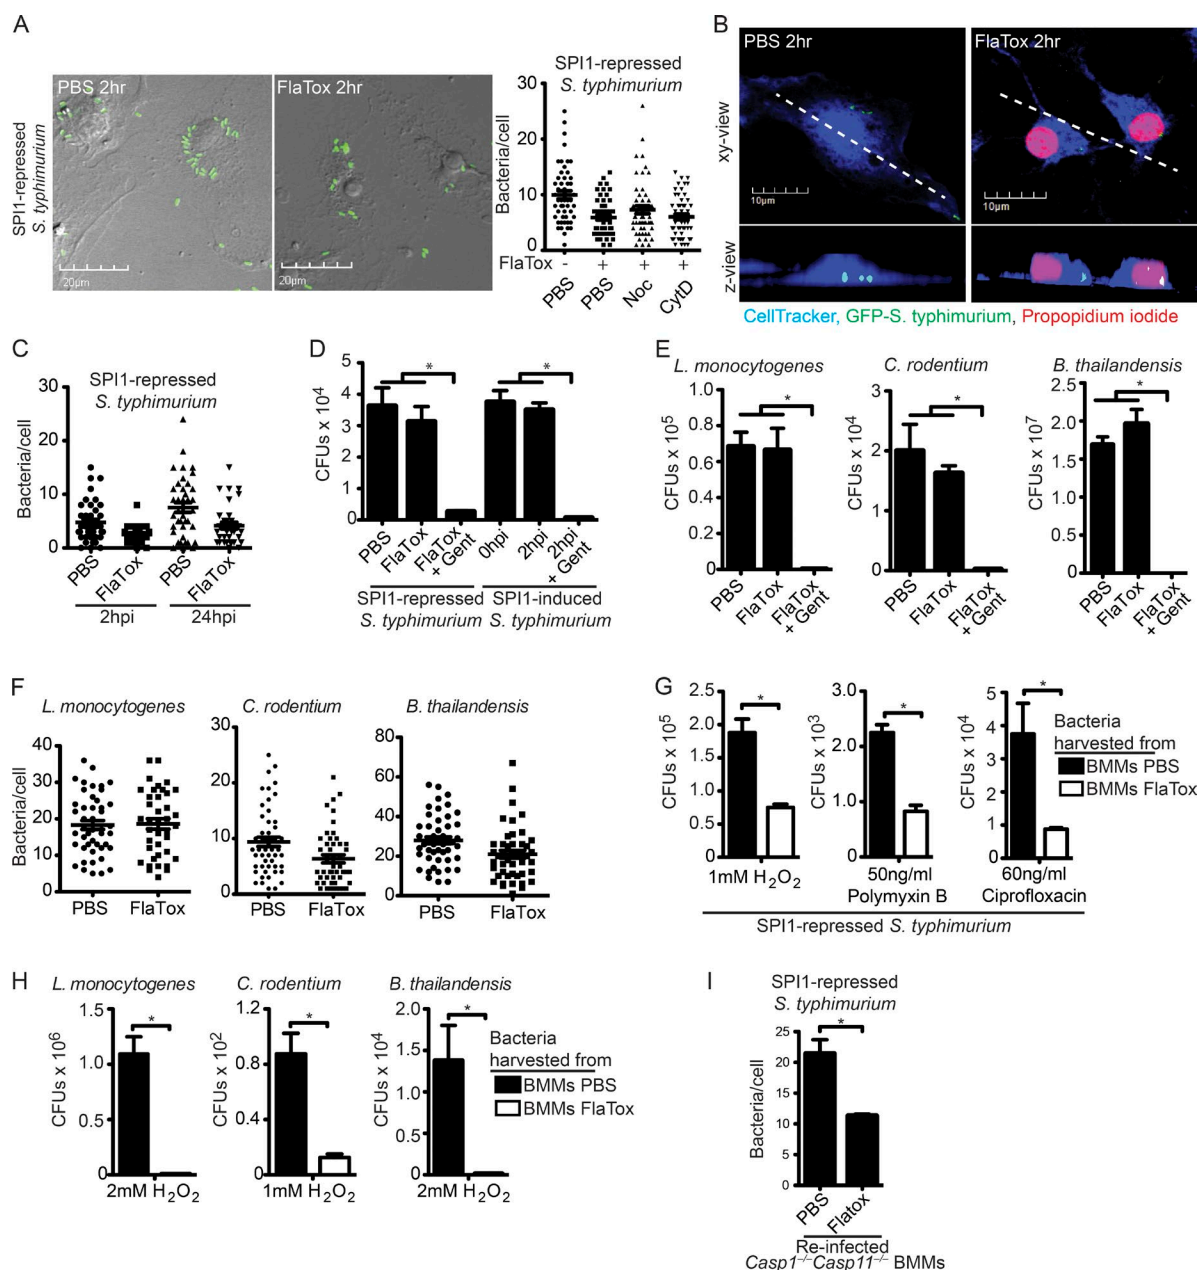 A
SPI1-repressed
S. typhimurium
PBS 2hr
20µm
FlaTox 2hr
20µm
SPI1-repressed
S. typhimurium
Bacteria/cell
30
20
10
0
FlaTox - + + +
PBS PBS Noc CytD
B
xy-view
z-view
PBS 2hr
10µm
FlaTox 2hr
10µm
CellTracker, GFP-S. typhimurium, Propopidium iodide
C
SPI1-repressed
S. typhimurium
Bacteria/cell
30
20
10
0
PBS FlaTox PBS FlaTox
2hpi 24hpi
D
CFUs x 10⁴
5
4
3
2
1
0
* *
PBS FlaTox FlaTox + Gent 0hpi 2hpi 2hpi + Gent
SPI1-repressed SPI1-induced
S. typhimurium S. typhimurium
E
L. monocytogenes
CFUs x 10⁵
1.0
0.8
0.6
0.4
0.2
0.0
*
PBS FlaTox FlaTox + Gent
C. rodentium
CFUs x 10⁴
4
3
2
1
0
*
PBS FlaTox FlaTox + Gent
B. thailandensis
CFUs x 10⁷
2.5
2.0
1.5
1.0
0.5
0.0
*
PBS FlaTox FlaTox + Gent
F
L. monocytogenes
Bacteria/cell
40
30
20
10
0
PBS FlaTox
C. rodentium
30
20
10
0
PBS FlaTox
B. thailandensis
80
60
40
20
0
PBS FlaTox
G
CFUs x 10⁵
2.5
2.0
1.5
1.0
0.5
0
*
1mM H₂O₂
CFUs x 10³
3.0
2.0
1.0
0
*
50ng/ml
Polymyxin B
CFUs x 10⁴
5
4
3
2
1
0
*
60ng/ml
Ciprofloxacin
Bacteria
harvested from
BMMs PBS
BMMs FlaTox
SPI1-repressed S. typhimurium
H
L. monocytogenes
CFUs x 10⁶
1.5
1.0
0.5
0
*
2mM H₂O₂
C. rodentium
CFUs x 10²
1.2
0.8
0.4
0
*
1mM H₂O₂
B. thailandensis
CFUs x 10⁴
2.0
1.5
1.0
0.5
0.0
*
2mM H₂O₂
Bacteria
harvested from
BMMs PBS
BMMs FlaTox
I
SPI1-repressed
S. typhimurium
Bacteria/cell
25
20
15
10
5
0
*
PBS Flatox
Re-infected
Casp1⁻/⁻Casp11⁻/⁻ BMMs